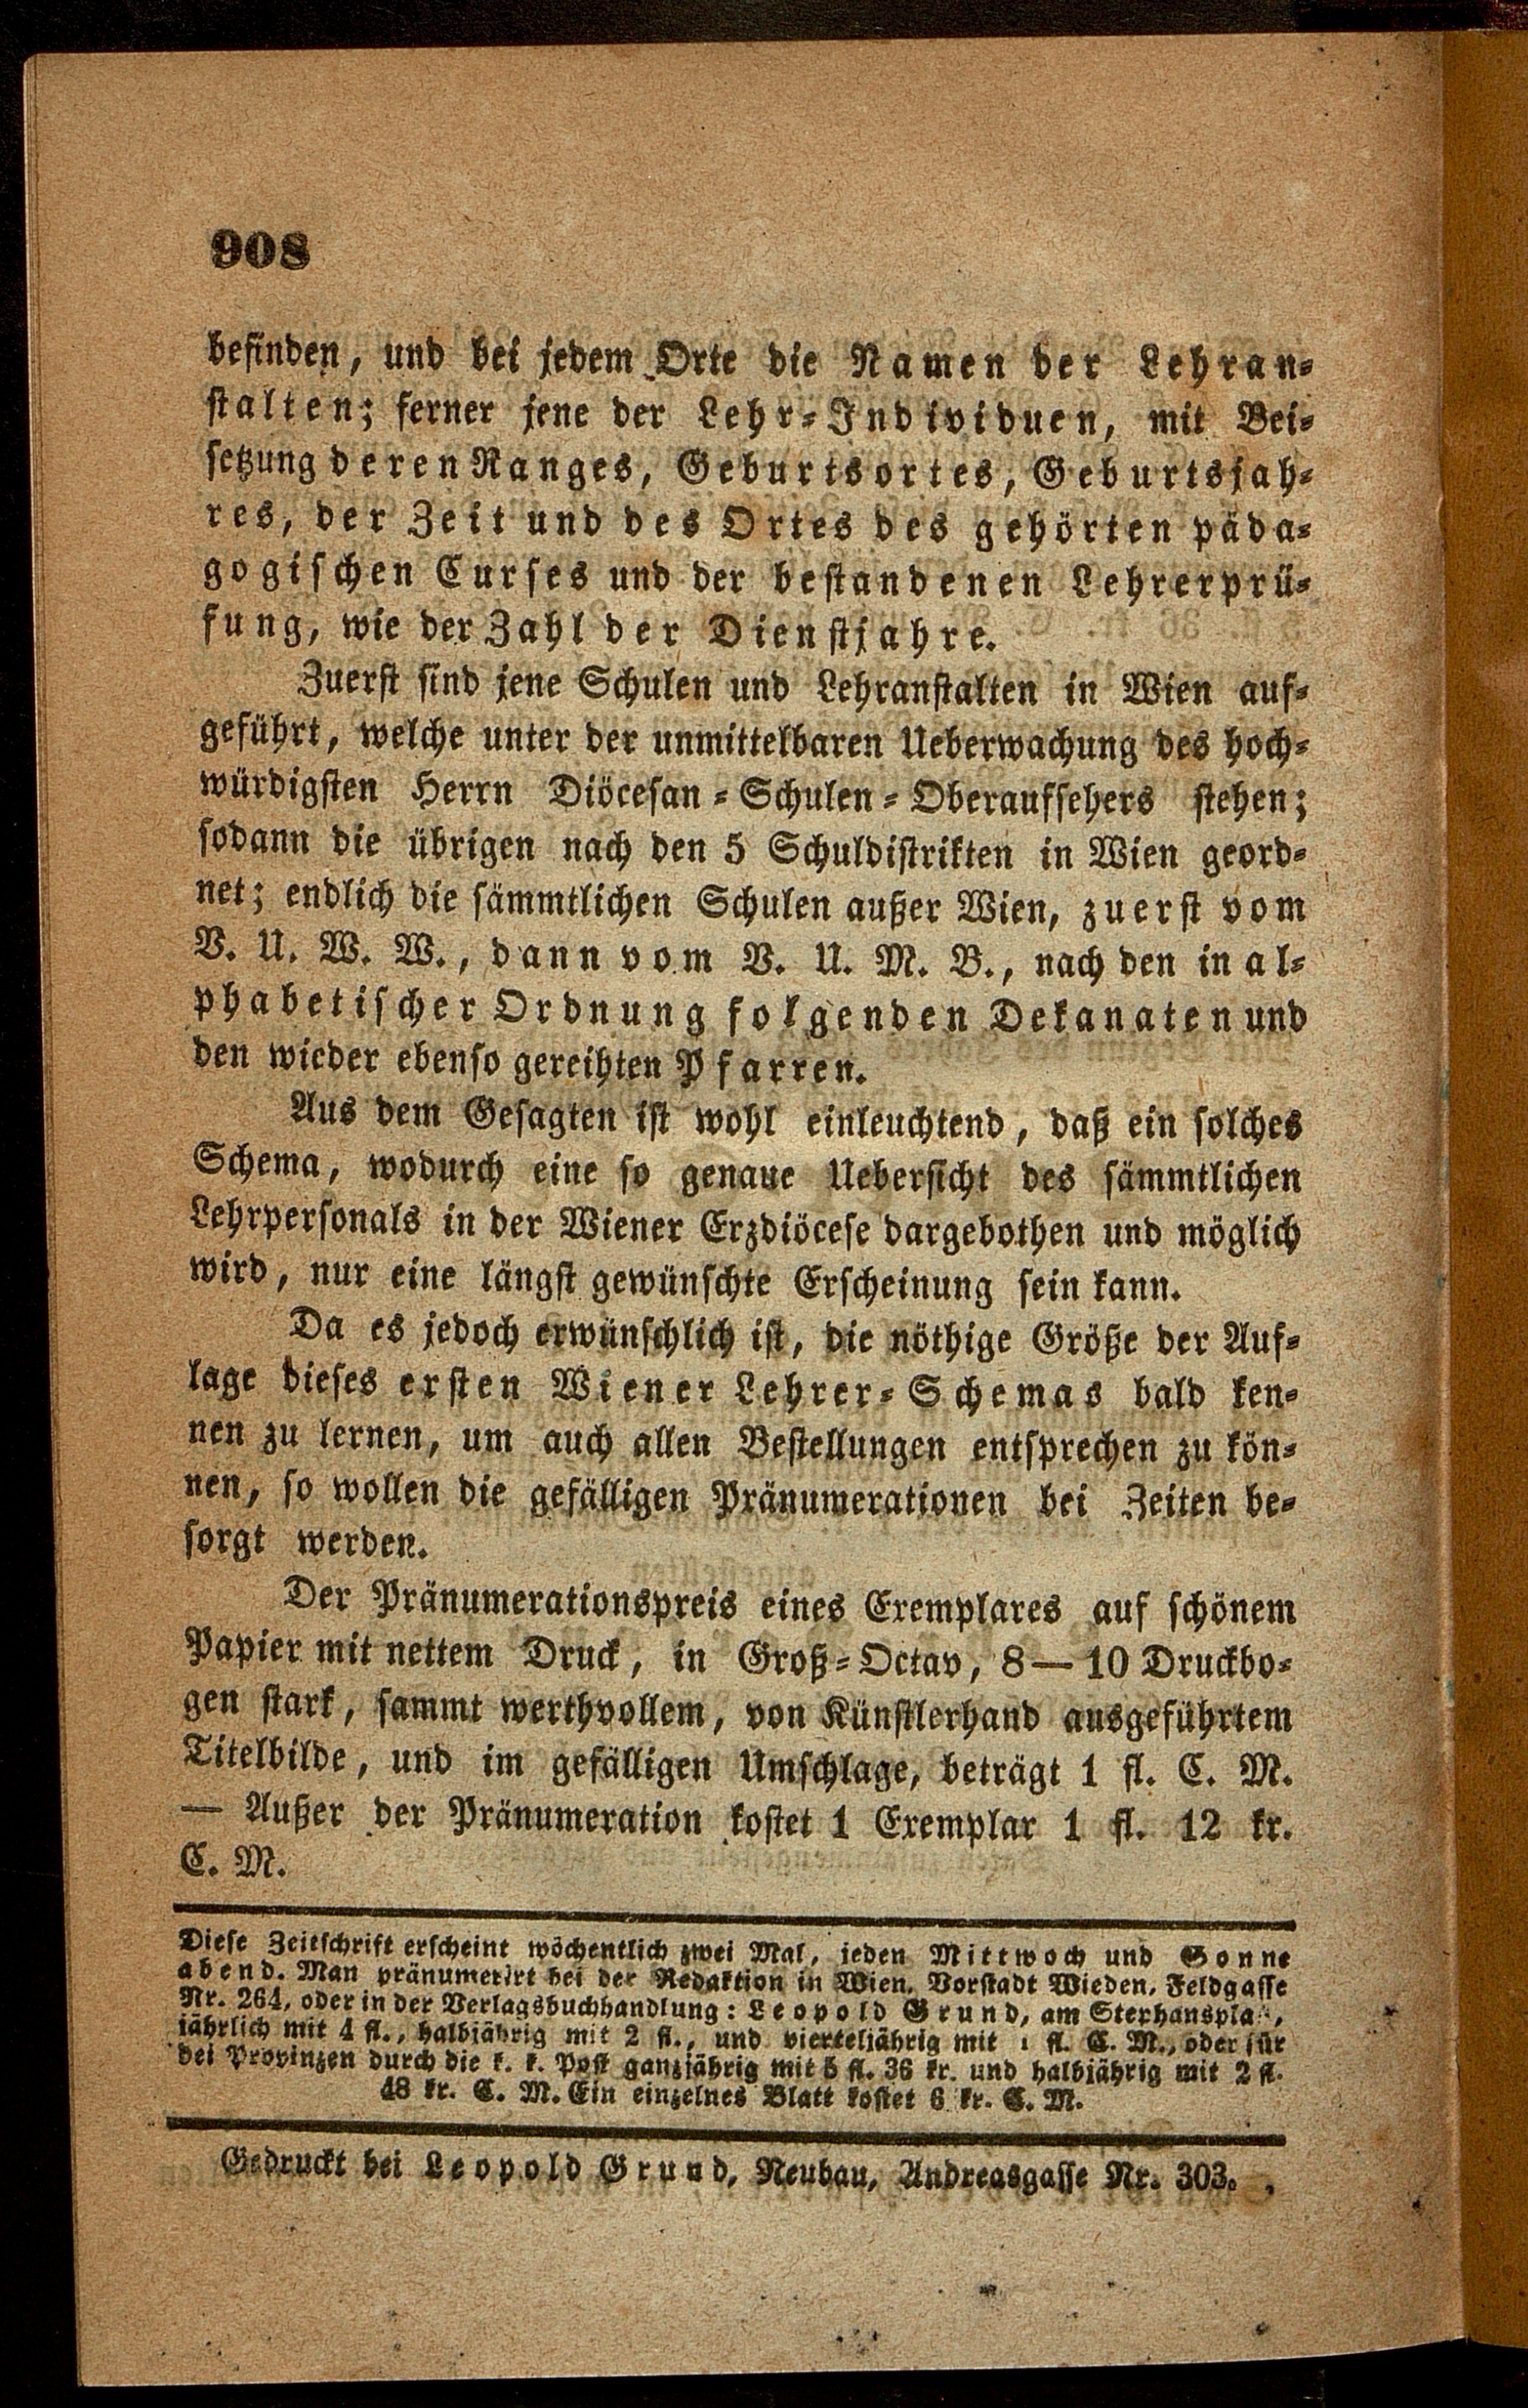 908
befinden, und bei jedem Orte die Namen der Lehran-
stalten; ferner jene der Lehr-Individuen, mit Bei-
setzung deren Ranges, Geburtsortes, Geburtsjah-
res, der Zeit und des Ortes des gehörten päda-
gogischen Curses und der bestandenen Lehrerprü-
fung, wie der Zahl der Dienstjahre.
Zuerst sind jene Schulen und Lehranstalten in Wien auf-
geführt, welche unter der unmittelbaren Ueberwachung des hoch-
würdigsten Herrn Diöcesan-Schulen-Oberaufsehers stehen;
sodann die übrigen nach den 5 Schuldistrikten in Wien geord-
net; endlich die sämmtlichen Schulen außer Wien, zuerst vom
V. U. W. W., dann vom V. U. M. B., nach den in al-
phabetischer Ordnung folgenden Dekanaten und
den wieder ebenso gereihten Pfarren.
Aus dem Gesagten ist wohl einleuchtend, daß ein solches
Schema, wodurch eine so genaue Uebersicht des sämmtlichen
Lehrpersonals in der Wiener Erzdiöcese dargebothen und möglich
wird, nur eine längst gewünschte Erscheinung sein kann.
Da es jedoch erwünschlich ist, die nöthige Größe der Auf-
lage dieses ersten Wiener Lehrer-Schemas bald ken-
nen zu lernen, um auch allen Bestellungen entsprechen zu kön-
nen, so wollen die gefälligen Pränumerationen bei Zeiten be-
sorgt werden.
Der Pränumerationspreis eines Exemplares auf schönem
Papier mit nettem Druck, in Groß-Octav, 8—10 Druckbo-
gen stark, sammt werthvollem, von Künstlerhand ausgeführtem
Titelbilde, und im gefälligen Umschlage, beträgt 1 fl. C. M.
— Außer der Pränumeration kostet 1 Exemplar 1 fl. 12 kr.
C. M.
Diese Zeitschrift erscheint wöchentlich zwei Mal, jeden Mittwoch und Sonne
abend. Man pränumerirt bei der Redaktion in Wien, Vorstadt Wieden, Feldgasse
Nr. 264, oder in der Verlagsbuchhandlung: Leopold Grund, am
jährlich mit 4 fl., halbjährig mit 2 fl., und vierteljährig mit 1 fl. C. M., oder für
dei Provinzen durch die k. k. Post ganzjährig mit 5 fl. 36 kr. und halbjährig mit 2 fl.
48 kr. C. M. Ein einzelnes Blatt kostet 6 kr. C. M.
Gedruckt bei Leopold Grund, Neubau, Andreasgasse Nr. 303.